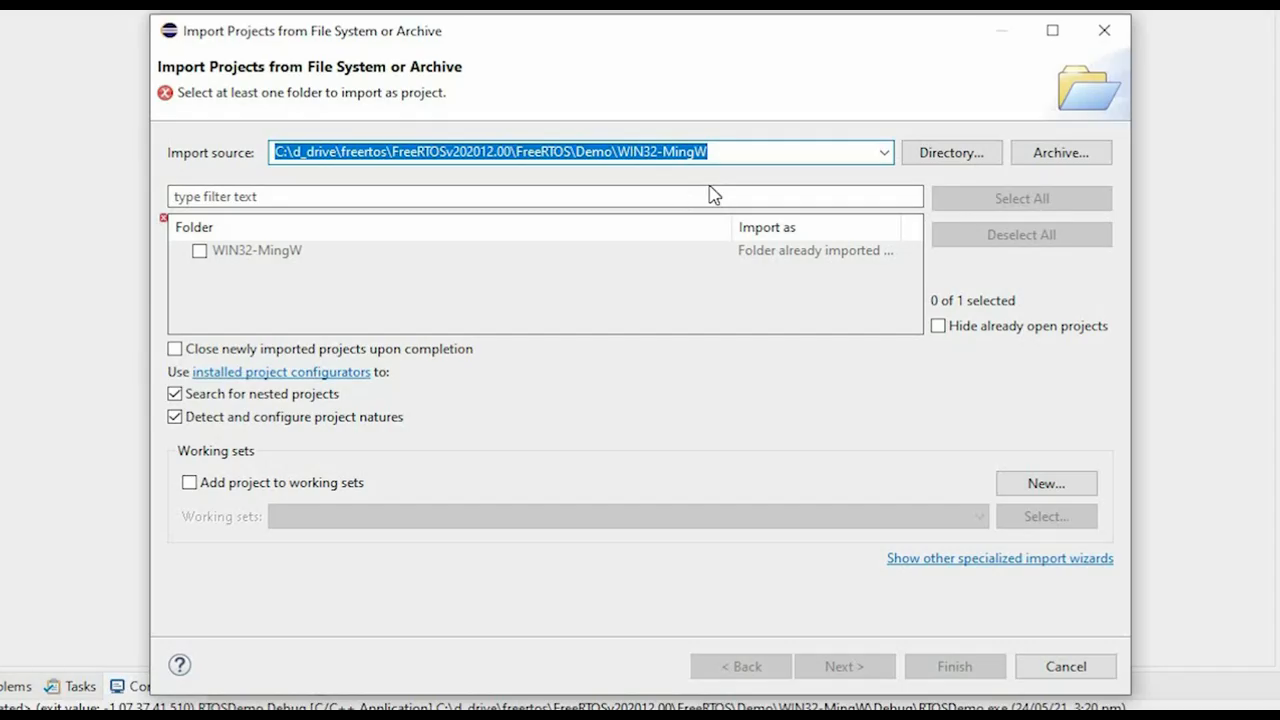 Import Projects from File System or Archive
Import Projects from File System or Archive
Select at least one folder to import as project.
Import source: C:\d_drive\freertos\FreeRTOSv202012.00\FreeRTOS\Demo\WIN32-MingW Directory... Archive...
type filter text Select All
Folder Import as
Deselect All
WIN32-MingW Folder already imported ...
0 of 1 selected
Hide already open projects
Close newly imported projects upon completion
Use installed project configurators to:
Search for nested projects
Detect and configure project natures
Working sets
Add project to working sets New...
Working sets: Select...
Show other specialized import wizards
? < Back Next > Finish Cancel
Tasks
(exit value: -1,07,37,41,510) RTOSDemo Debug [C/C++ Application] C:\d_drive\freertos\FreeRTOSv202012.00\FreeRTOS\Demo\WIN32-MingW\Debug\RTOSDemo.exe (24/05/21, 3:20 pm)